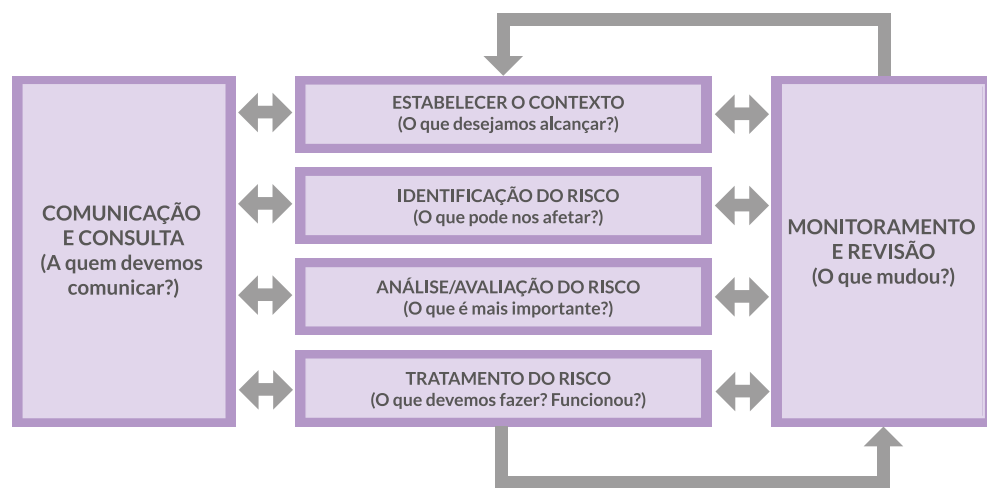 COMUNICAÇÃO
E CONSULTA
(A quem devemos
comunicar?)
ESTABELECER O CONTEXTO
(O que desejamos alcançar?)
IDENTIFICAÇÃO DO RISCO
(O que pode nos afetar?)
ANÁLISE/AVALIAÇÃO DO RISCO
(O que é mais importante?)
TRATAMENTO DO RISCO
(O que devemos fazer? Funcionou?)
MONITORAMENTO
E REVISÃO
(O que mudou?)